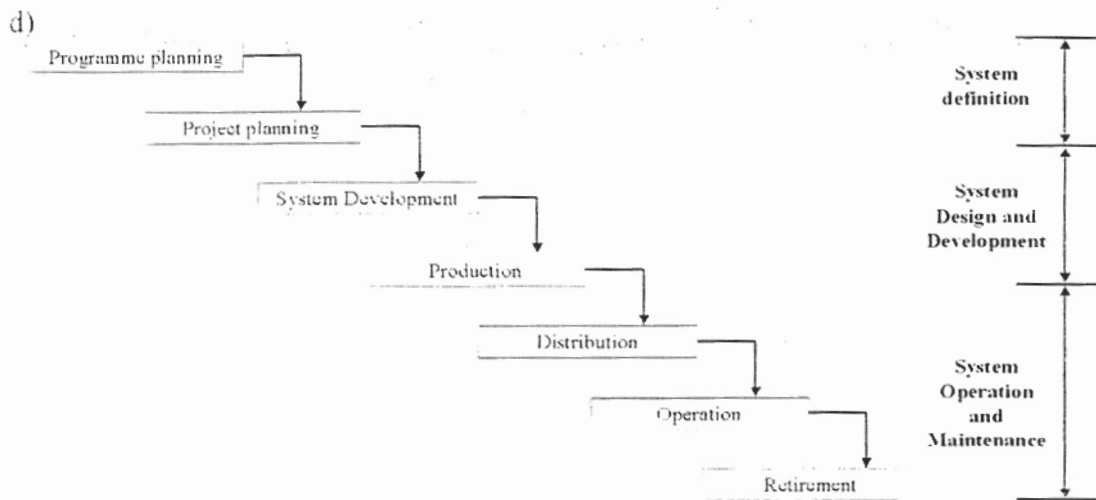 d)
Programme planning
Project planning
System Development
Production
Distribution
Operation
Retirement
System
definition
System
Design and
Development
System
Operation
and
Maintenance